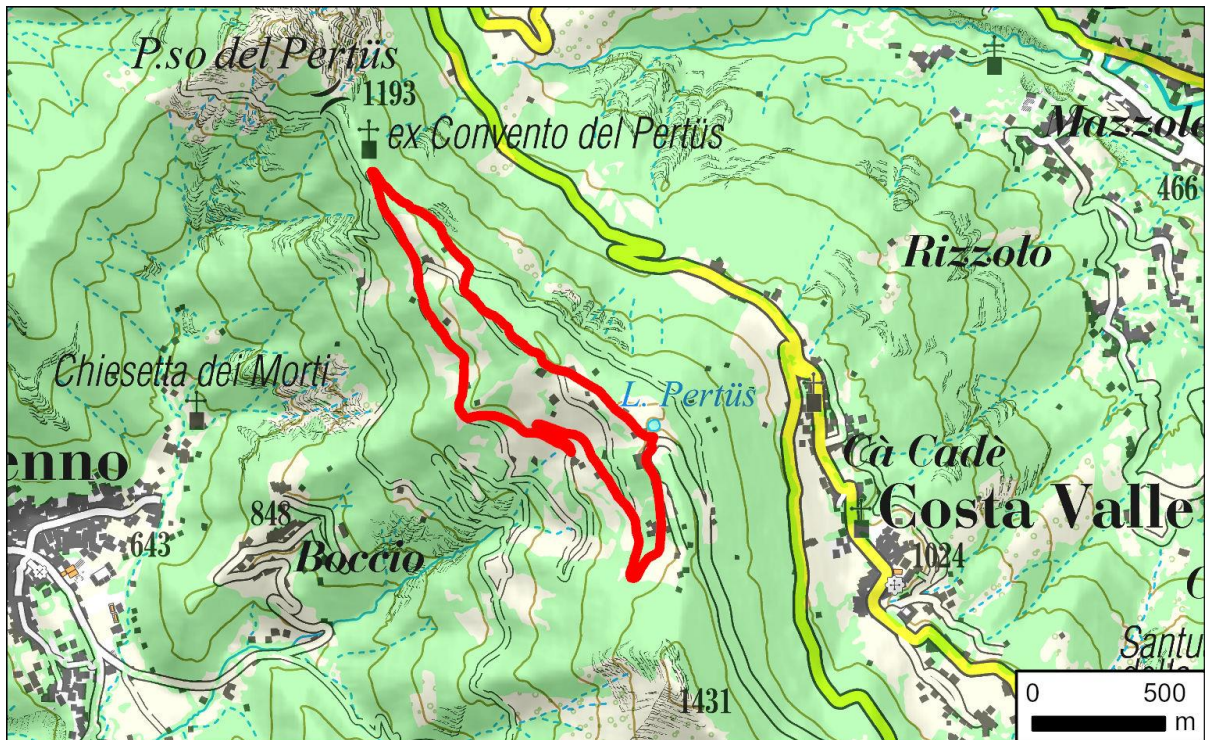 P.so del Pertüs
1193
ex Convento del Pertüs
Mazzole
466
Rizzolo
Chiesetta dei Morti
L. Pertüs
enno
Cà Cadè
Costa Valle
848
643
Boccio
1024
C
Santu
1431
0 500
m